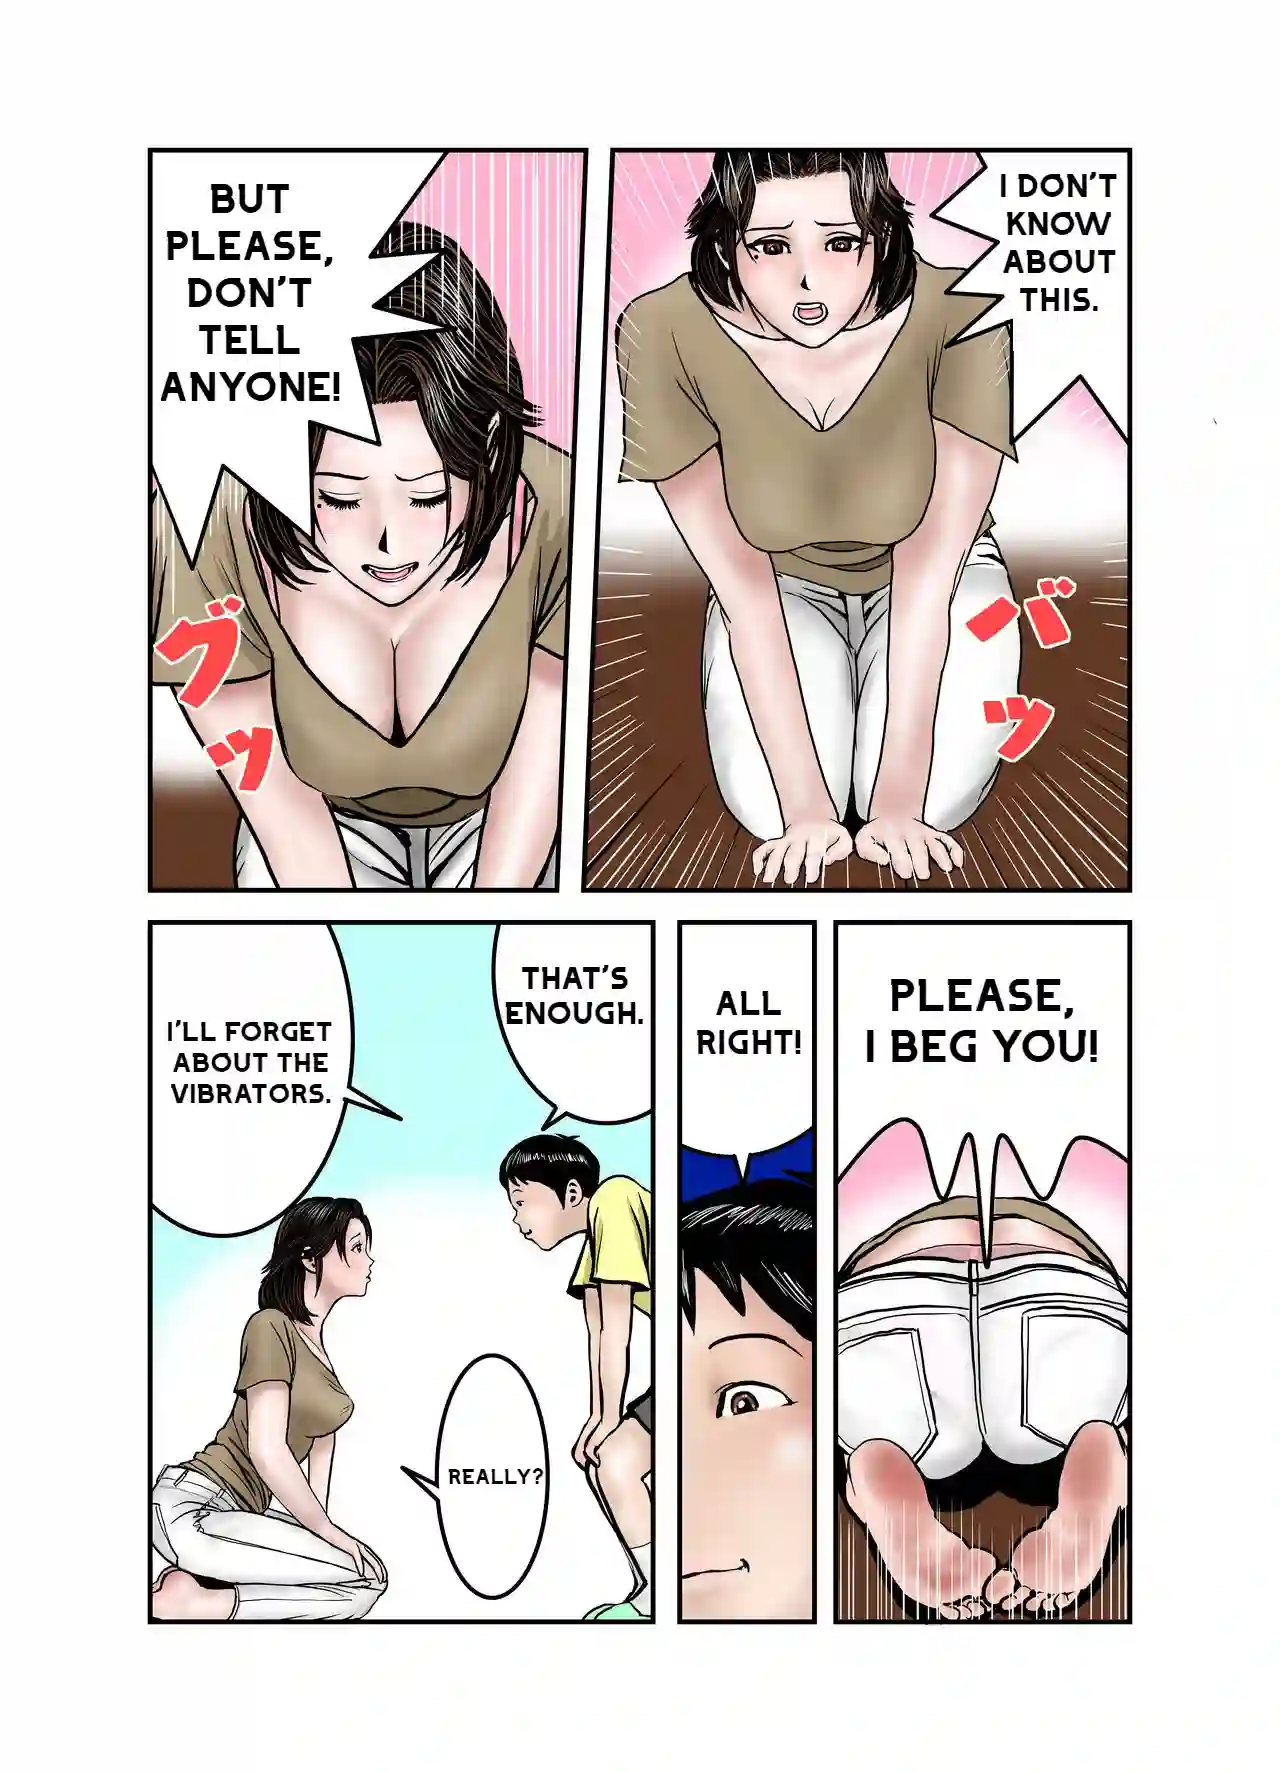 I DON'T
KNOW
ABOUT
THIS.
バッ
BUT
PLEASE,
DON'T
TELL
ANYONE!
グッ
PLEASE,
I BEG YOU!
ALL
RIGHT!
THAT'S
ENOUGH.
I'LL FORGET
ABOUT THE
VIBRATORS.
REALLY?